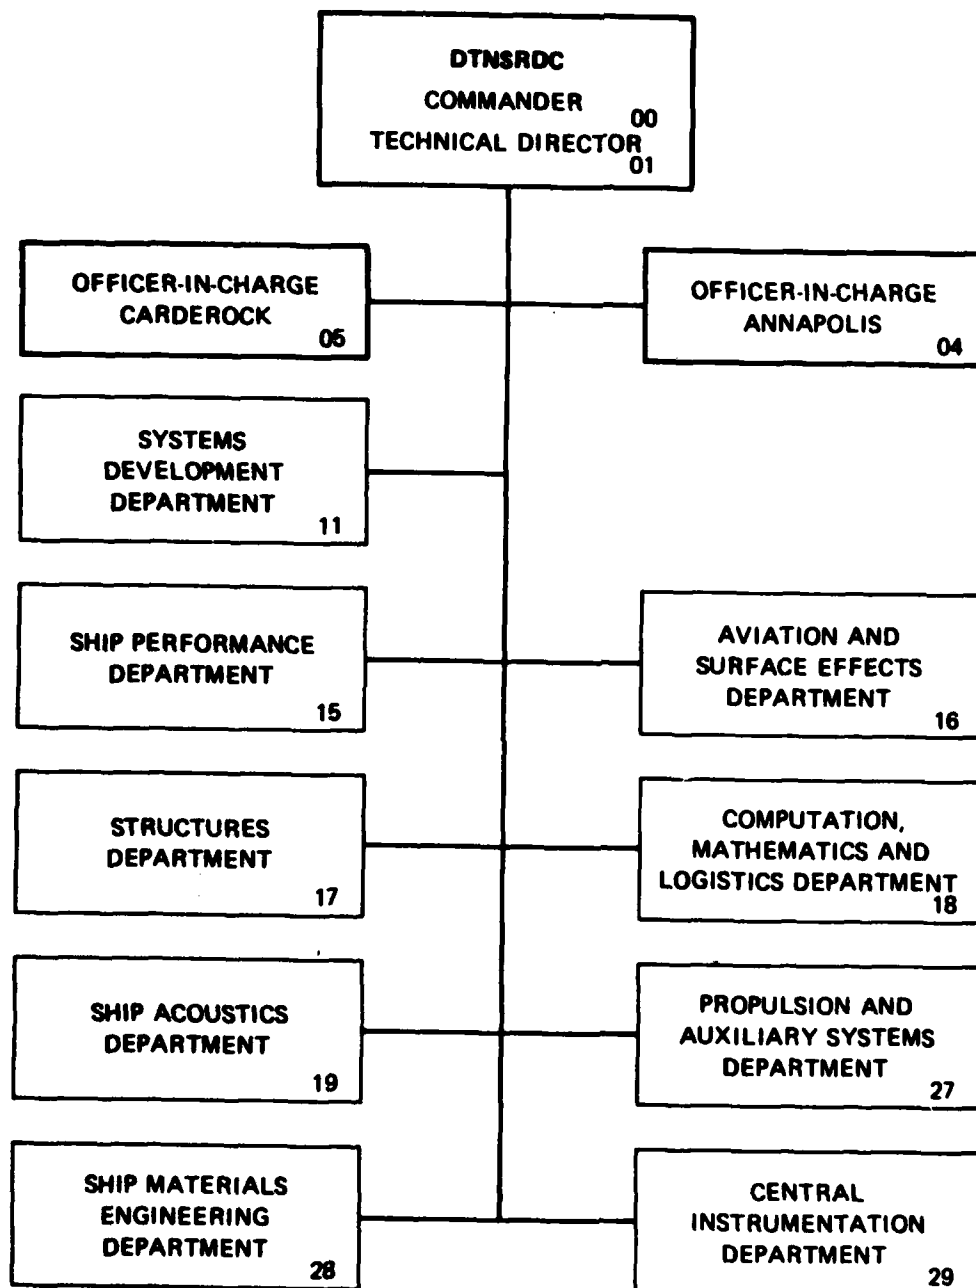 DTNSRDC
COMMANDER
00
TECHNICAL DIRECTOR
01
OFFICER-IN-CHARGE
CARDEROCK
05
OFFICER-IN-CHARGE
ANNAPOLIS
04
SYSTEMS
DEVELOPMENT
DEPARTMENT
11
SHIP PERFORMANCE
DEPARTMENT
15
AVIATION AND
SURFACE EFFECTS
DEPARTMENT
16
STRUCTURES
DEPARTMENT
17
COMPUTATION,
MATHEMATICS AND
LOGISTICS DEPARTMENT
18
SHIP ACOUSTICS
DEPARTMENT
19
PROPULSION AND
AUXILIARY SYSTEMS
DEPARTMENT
27
SHIP MATERIALS
ENGINEERING
DEPARTMENT
28
CENTRAL
INSTRUMENTATION
DEPARTMENT
29